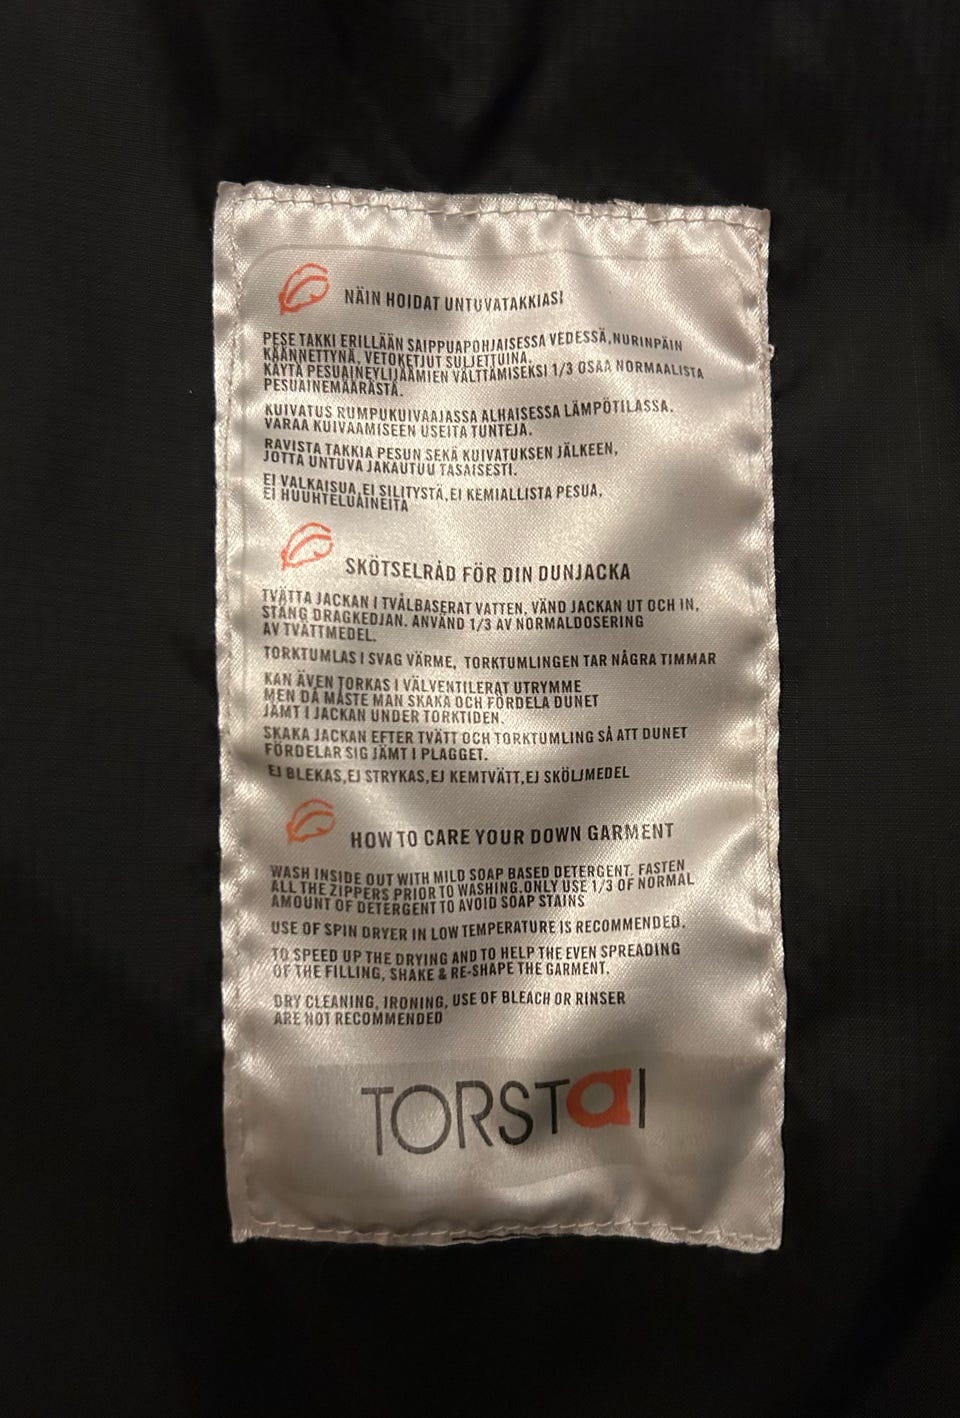 NÄIN HOIDAT UNTUVATAKKIASI
PESE TAKKI ERILLÄÄN SAIPPUAPOHJAISESSA VEDESSÄ, NURINPÄIN
KÄÄNNETTYNÄ, VETOKETJUT SULJETTUINA.
KÄYTÄ PESUAINEYLIJÄÄMIEN VÄLTTÄMISEKSI 1/3 OSAA NORMAALISTA
PESUAINEMÄÄRÄSTÄ.
KUIVATUS RUMPUKUIVAAJASSA ALHAISESSA LÄMPÖTILASSA.
VARAA KUIVAAMISEEN USEITA TUNTEJA.
RAVISTA TAKKIA PESUN SEKÄ KUIVATUKSEN JÄLKEEN,
JOTTA UNTUVA JAKAUTUU TASAISESTI.
EI VALKAISUA, EI SILITYSTÄ, EI KEMIALLISTA PESUA,
EI HUUHTELUAINEITA
SKÖTSELRÅD FÖR DIN DUNJACKA
TVÄTTA JACKAN I TVÅLBASERAT VATTEN, VÄND JACKAN UT OCH IN,
STÄNG DRAGKEDJAN. ANVÄND 1/3 AV NORMALDOSERING
AV TVÄTTMEDEL.
TORKTUMLAS I SVAG VÄRME, TORKTUMLINGEN TAR NÅGRA TIMMAR
KAN ÄVEN TORKAS I VÄLVENTILERAT UTRYMME
MEN DÅ MÅSTE MAN SKAKA OCH FÖRDELA DUNET
JÄMT I JACKAN UNDER TORKTIDEN.
SKAKA JACKAN EFTER TVÄTT OCH TORKTUMLING SÅ ATT DUNET
FÖRDELAR SIG JÄMT I PLAGGET.
EJ BLEKAS, EJ STRYKAS, EJ KEMTVÄTT, EJ SKÖLJMEDEL
HOW TO CARE YOUR DOWN GARMENT
WASH INSIDE OUT WITH MILD SOAP BASED DETERGENT. FASTEN
ALL THE ZIPPERS PRIOR TO WASHING. ONLY USE 1/3 OF NORMAL
AMOUNT OF DETERGENT TO AVOID SOAP STAINS
USE OF SPIN DRYER IN LOW TEMPERATURE IS RECOMMENDED.
TO SPEED UP THE DRYING AND TO HELP THE EVEN SPREADING
OF THE FILLING, SHAKE & RE-SHAPE THE GARMENT.
DRY CLEANING, IRONING, USE OF BLEACH OR RINSER
ARE NOT RECOMMENDED
TORSTaI